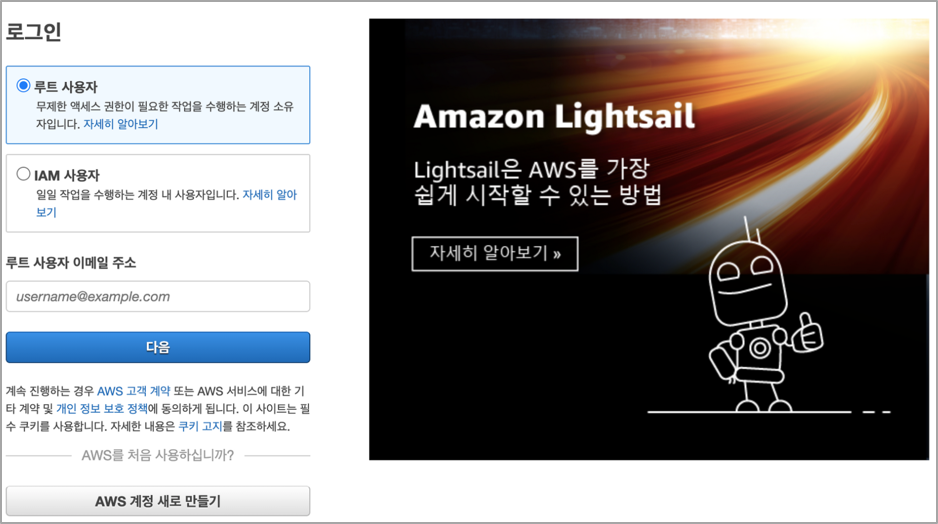 로그인
루트 사용자
무제한 액세스 권한이 필요한 작업을 수행하는 계정 소유
자입니다. 자세히 알아보기
IAM 사용자
일일 작업을 수행하는 계정 내 사용자입니다. 자세히 알아
보기
루트 사용자 이메일 주소
username@example.com
다음
계속 진행하는 경우 AWS 고객 계약 또는 AWS 서비스에 대한 기
타 계약 및 개인 정보 보호 정책에 동의하게 됩니다. 이 사이트는 필
수 쿠키를 사용합니다. 자세한 내용은 쿠키 고지를 참조하세요.
AWS를 처음 사용하십니까?
AWS 계정 새로 만들기
Amazon Lightsail
Lightsail은 AWS를 가장
쉽게 시작할 수 있는 방법
자세히 알아보기 »